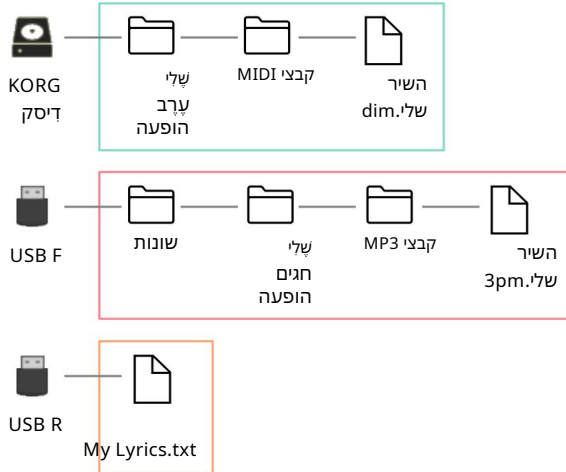 KORG
דִיסק
שֶׁלִי
עֶרֶב
הופעה
קבצי MIDI
השיר
שלי.dim
USB F
שונות
שֶׁלִי
חגים
הופעה
קבצי MP3
השיר
שלי.3pm
USB R
My Lyrics.txt